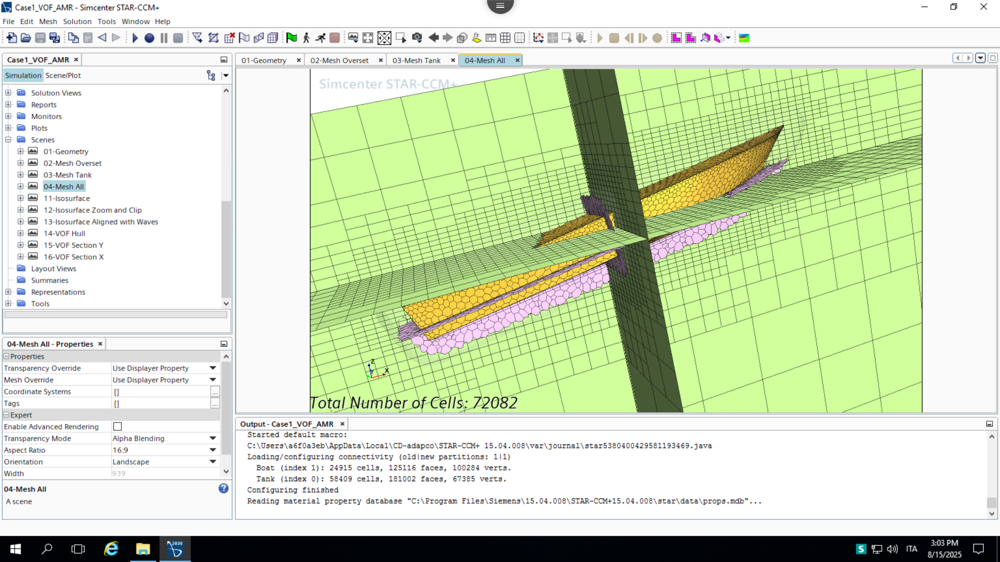 Case1_VOF_AMR - Simcenter STAR-CCM+
File Edit Mesh Solution Tools Window Help
Case1_VOF_AMR
Simulation Scene/Plot
Solution Views
Reports
Monitors
Plots
Scenes
01-Geometry
02-Mesh Overset
03-Mesh Tank
04-Mesh All
11-Isosurface
12-Isosurface Zoom and Clip
13-Isosurface Aligned with Waves
14-VOF Hull
15-VOF Section Y
16-VOF Section X
Layout Views
Summaries
Representations
Tools
04-Mesh All - Properties
Properties
Transparency Override Use Displayer Property
Mesh Override Use Displayer Property
Coordinate Systems []
Tags []
Expert
Enable Advanced Rendering
Transparency Mode Alpha Blending
Aspect Ratio 16:9
Orientation Landscape
Width 939
04-Mesh All
A scene
01-Geometry 02-Mesh Overset 03-Mesh Tank 04-Mesh All
Simcenter STAR-CCM+
Z
Y
X
Total Number of Cells: 72082
Output - Case1_VOF_AMR
Started default macro:
C:\Users\a6f0a3eb\AppData\Local\CD-adapco\STAR-CCM+ 15.04.008\var\journal\star5380400429581193469.java
Loading/configuring connectivity (old|new partitions: 1|1)
Boat (index 1): 24915 cells, 125116 faces, 100284 verts.
Tank (index 0): 58409 cells, 181002 faces, 67385 verts.
Configuring finished
Reading material property database "C:\Program Files\Siemens\15.04.008\STAR-CCM+15.04.008\star\data\props.mdb"...
2020
S
ITA
3:03 PM
8/15/2025